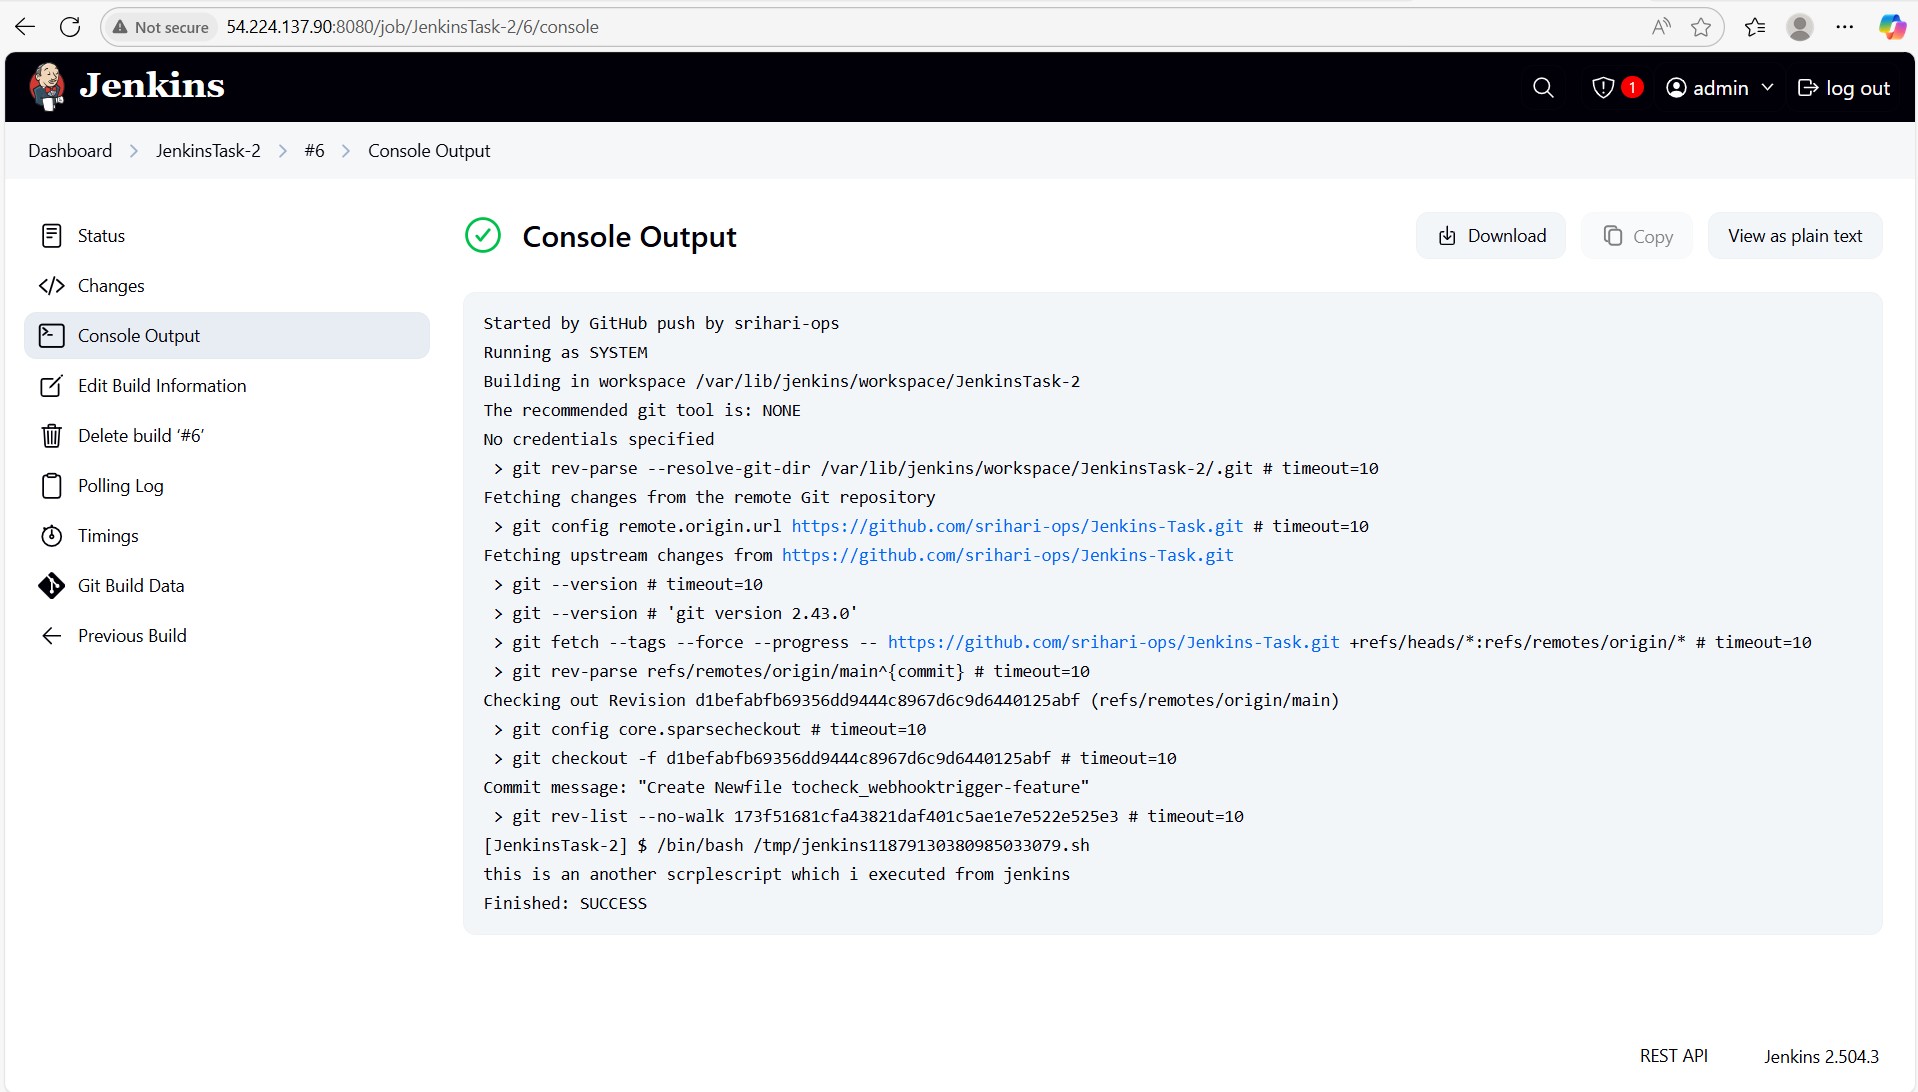 Not secure 54.224.137.90:8080/job/JenkinsTask-2/6/console
Jenkins 1 admin log out
Dashboard JenkinsTask-2 #6 Console Output
Status
Changes
Console Output
Edit Build Information
Delete build ‘#6’
Polling Log
Timings
Git Build Data
Previous Build
Console Output Download Copy View as plain text
Started by GitHub push by srihari-ops
Running as SYSTEM
Building in workspace /var/lib/jenkins/workspace/JenkinsTask-2
The recommended git tool is: NONE
No credentials specified
 > git rev-parse --resolve-git-dir /var/lib/jenkins/workspace/JenkinsTask-2/.git # timeout=10
Fetching changes from the remote Git repository
 > git config remote.origin.url https://github.com/srihari-ops/Jenkins-Task.git # timeout=10
Fetching upstream changes from https://github.com/srihari-ops/Jenkins-Task.git
 > git --version # timeout=10
 > git --version # 'git version 2.43.0'
 > git fetch --tags --force --progress -- https://github.com/srihari-ops/Jenkins-Task.git +refs/heads/*:refs/remotes/origin/* # timeout=10
 > git rev-parse refs/remotes/origin/main^{commit} # timeout=10
Checking out Revision d1befabfb69356dd9444c8967d6c9d6440125abf (refs/remotes/origin/main)
 > git config core.sparsecheckout # timeout=10
 > git checkout -f d1befabfb69356dd9444c8967d6c9d6440125abf # timeout=10
Commit message: "Create Newfile tocheck_webhooktrigger-feature"
 > git rev-list --no-walk 173f51681cfa43821daf401c5ae1e7e522e525e3 # timeout=10
[JenkinsTask-2] $ /bin/bash /tmp/jenkins11879130380985033079.sh
this is an another scrplescript which i executed from jenkins
Finished: SUCCESS
REST API Jenkins 2.504.3